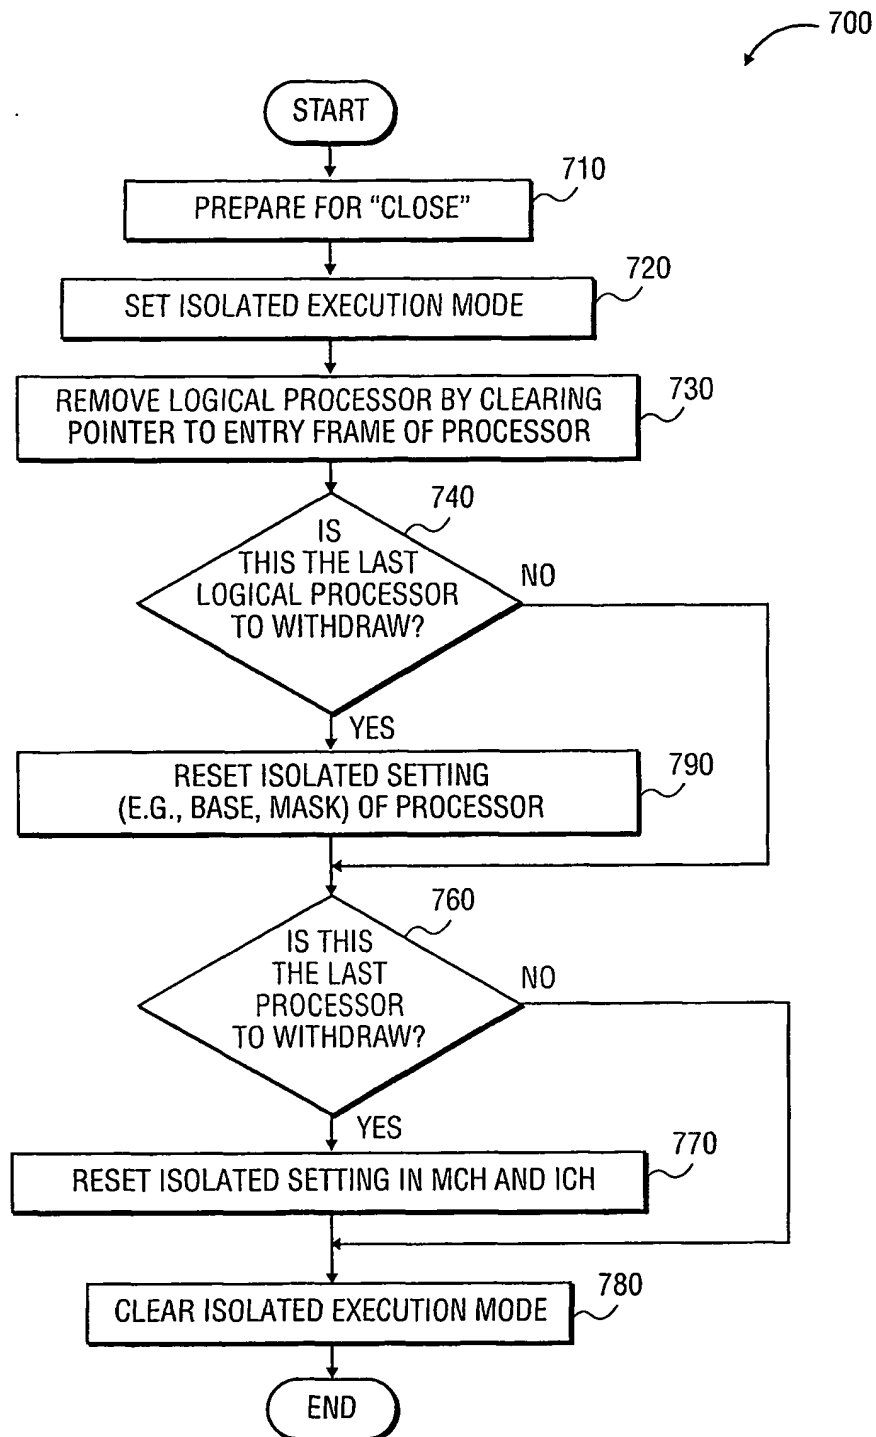 700
START
710
PREPARE FOR “CLOSE”
720
SET ISOLATED EXECUTION MODE
730
REMOVE LOGICAL PROCESSOR BY CLEARING
POINTER TO ENTRY FRAME OF PROCESSOR
740
IS
THIS THE LAST
LOGICAL PROCESSOR
TO WITHDRAW?
NO
YES
790
RESET ISOLATED SETTING
(E.G., BASE, MASK) OF PROCESSOR
760
IS THIS
THE LAST
PROCESSOR
TO WITHDRAW?
NO
YES
770
RESET ISOLATED SETTING IN MCH AND ICH
780
CLEAR ISOLATED EXECUTION MODE
END